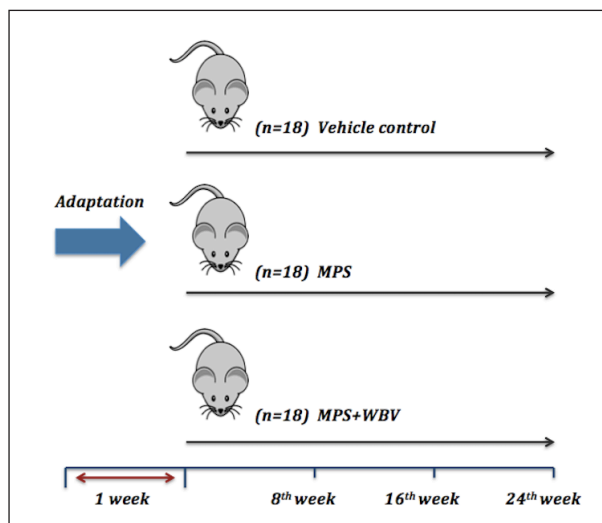 (n=18) Vehicle control
Adaptation
(n=18) MPS
(n=18) MPS+WBV
1 week
8th week
16th week
24th week